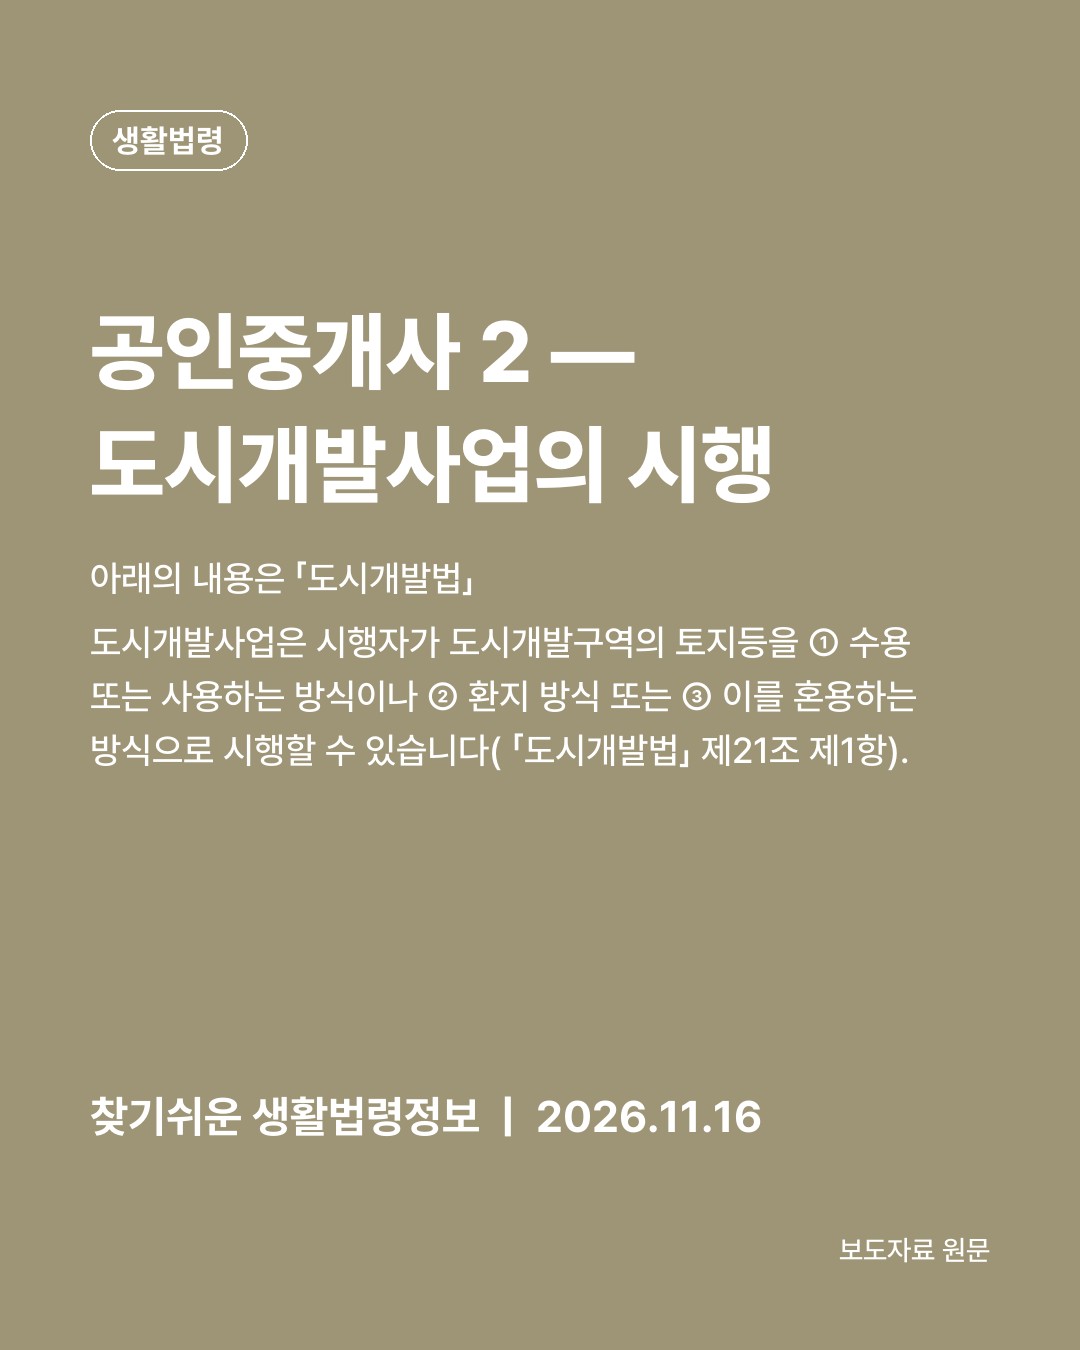 생활법령
공인중개사 2 —
도시개발사업의 시행
아래의 내용은 「도시개발법」
도시개발사업은 시행자가 도시개발구역의 토지등을 ① 수용
또는 사용하는 방식이나 ② 환지 방식 또는 ③ 이를 혼용하는
방식으로 시행할 수 있습니다( 「도시개발법」 제21조 제1항).
찾기쉬운 생활법령정보 | 2026.11.16
보도자료 원문